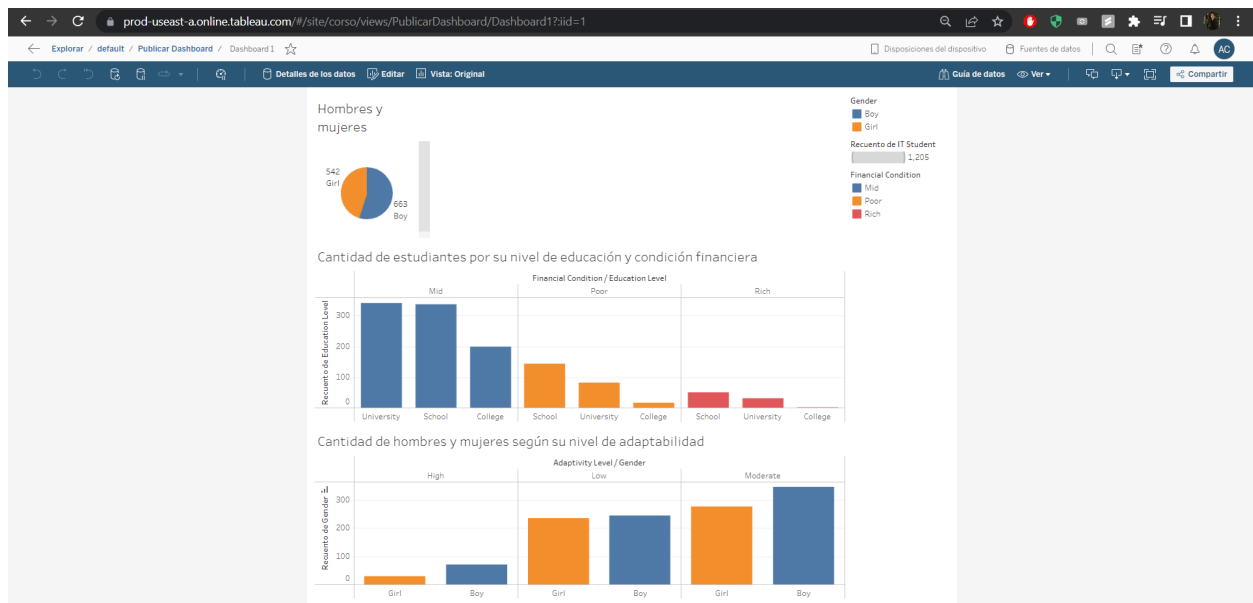 prod-useast-a.online.tableau.com/#/site/corso/views/PublicarDashboard/Dashboard1?:iid=1
Explorar / default / Publicar Dashboard / Dashboard 1
Disposiciones del dispositivo
Fuentes de datos
AC
Detalles de los datos
Editar
Vista: Original
Guía de datos
Ver
Compartir
Hombres y
mujeres
542
Girl
663
Boy
Gender
Boy
Girl
Recuento de IT Student
1,205
Financial Condition
Mid
Poor
Rich
Cantidad de estudiantes por su nivel de educación y condición financiera
Financial Condition / Education Level
Mid Poor Rich
Recuento de Education Level
300
200
100
0
University School College School University College School University College
Cantidad de hombres y mujeres según su nivel de adaptabilidad
Adaptivity Level / Gender
High Low Moderate
Recuento de Gender
300
200
100
0
Girl Boy Girl Boy Girl Boy